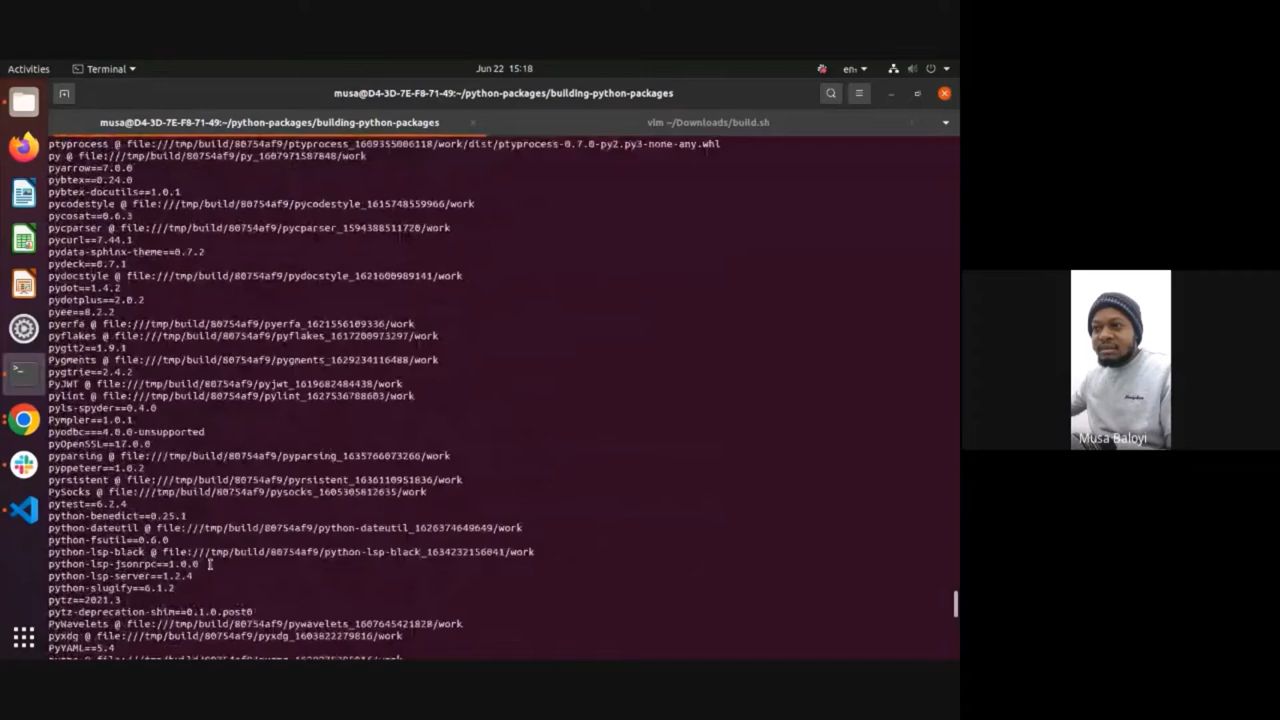 Activities
Terminal
Jun 22 15:18
en₁
musa@D4-3D-7E-F8-71-49:~/python-packages/building-python-packages
musa@D4-3D-7E-F8-71-49:~/python-packages/building-python-packages
vim ~/Downloads/build.sh
ptyprocess @ file:///tmp/build/80754af9/ptyprocess_1609355006118/work/dist/ptyprocess-0.7.0-py2.py3-none-any.whl
py @ file:///tmp/build/80754af9/py_1607971587848/work
pyarrow==7.0.0
pybtex==0.24.0
pybtex-docutils==1.0.1
pycodestyle @ file:///tmp/build/80754af9/pycodestyle_1615748559966/work
pycosat==0.6.3
pycparser @ file:///tmp/build/80754af9/pycparser_1594388511720/work
pycurl==7.44.1
pydata-sphinx-theme==0.7.2
pydeck==0.7.1
pydocstyle @ file:///tmp/build/80754af9/pydocstyle_1621600989141/work
pydot==1.4.2
pydotplus==2.0.2
pyee==8.2.2
pyerfa @ file:///tmp/build/80754af9/pyerfa_1621556109336/work
pyflakes @ file:///tmp/build/80754af9/pyflakes_1617200973297/work
pygit2==1.9.1
Pygments @ file:///tmp/build/80754af9/pygments_1629234116488/work
pygtrie==2.4.2
PyJWT @ file:///tmp/build/80754af9/pyjwt_1619682484438/work
pylint @ file:///tmp/build/80754af9/pylint_1627536788603/work
pyls-spyder==0.4.0
Pympler==1.0.1
pyodbc===4.0.0-unsupported
pyOpenSSL==17.0.0
pyparsing @ file:///tmp/build/80754af9/pyparsing_1635766073266/work
pyppeteer==1.0.2
pyrsistent @ file:///tmp/build/80754af9/pyrsistent_1636110951836/work
PySocks @ file:///tmp/build/80754af9/pysocks_1605305812635/work
pytest==6.2.4
python-benedict==0.25.1
python-dateutil @ file:///tmp/build/80754af9/python-dateutil_1626374649649/work
python-fsutil==0.6.0
python-lsp-black @ file:///tmp/build/80754af9/python-lsp-black_1634232156041/work
python-lsp-jsonrpc==1.0.0
python-lsp-server==1.2.4
python-slugify==6.1.2
pytz==2021.3
pytz-deprecation-shim==0.1.0.post0
PyWavelets @ file:///tmp/build/80754af9/pywavelets_1607645421828/work
pyxdg @ file:///tmp/build/80754af9/pyxdg_1603822279816/work
PyYAML==5.4
Musa Baloyi